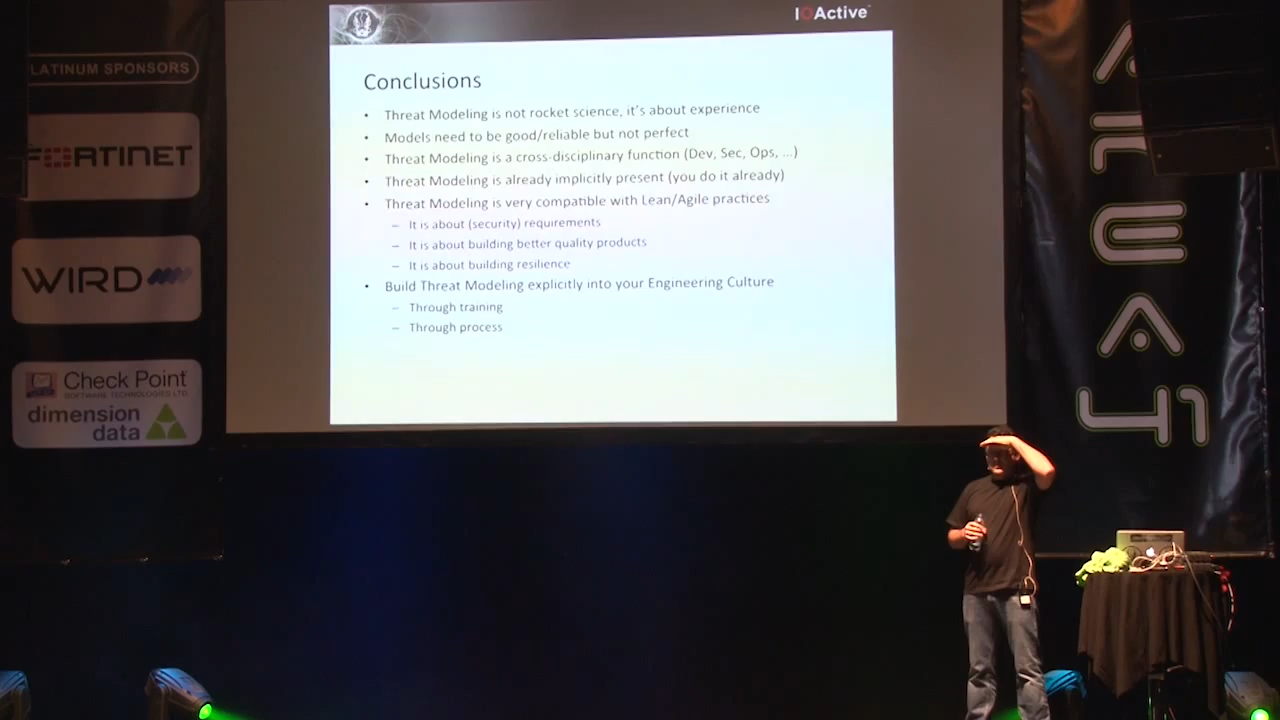 PLATINUM SPONSORS
FORTINET
WIRD
Check Point
SOFTWARE TECHNOLOGIES LTD.
dimension
data
IOActive
Conclusions
• Threat Modeling is not rocket science, it's about experience
• Models need to be good/reliable but not perfect
• Threat Modeling is a cross-disciplinary function (Dev, Sec, Ops, ...)
• Threat Modeling is already implicitly present (you do it already)
• Threat Modeling is very compatible with Lean/Agile practices
– It is about (security) requirements
– It is about building better quality products
– It is about building resilience
• Build Threat Modeling explicitly into your Engineering Culture
– Through training
– Through process
AREA41